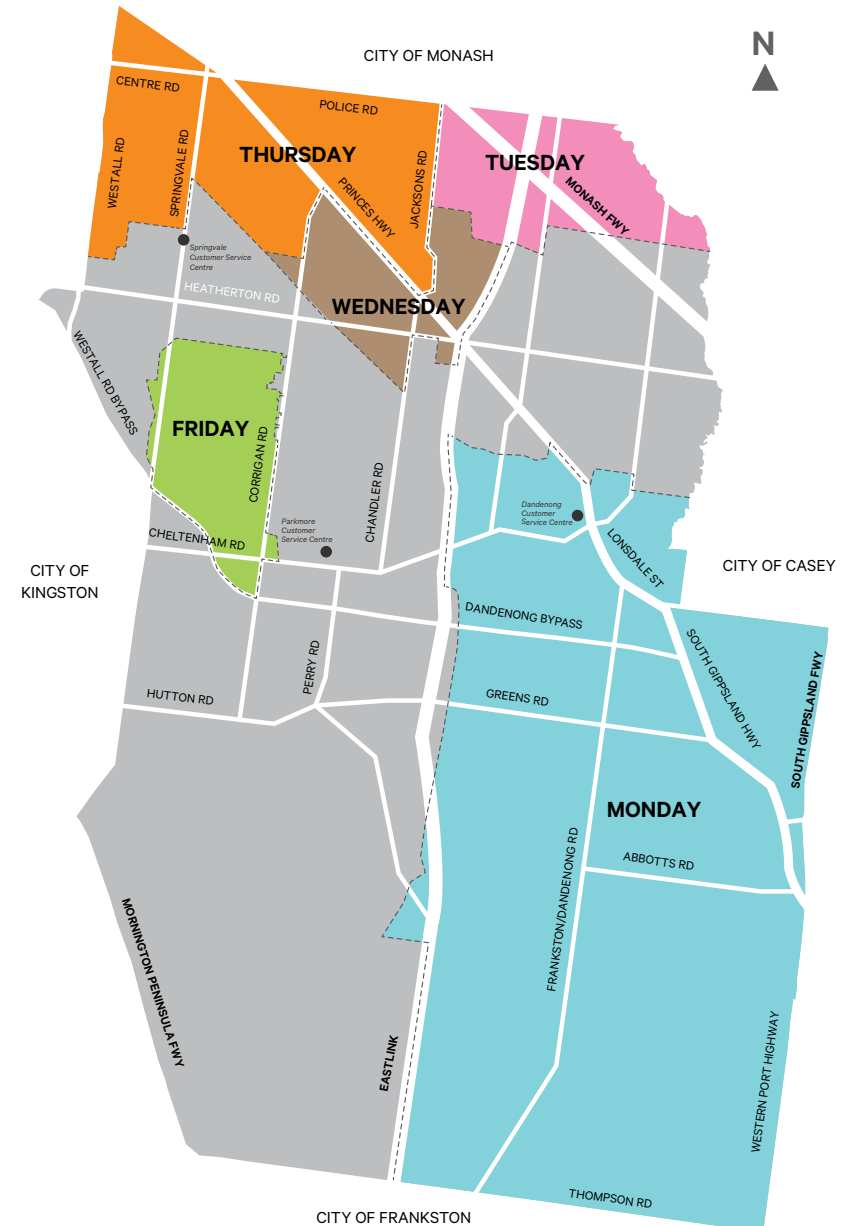 N
CITY OF MONASH
CENTRE RD
POLICE RD
WESTALL RD
SPRINGVALE RD
THURSDAY
PRINCES HWY
JACKSONS RD
TUESDAY
MONASH FWY
Springvale
Customer Service
Centre
HEATHERTON RD
WEDNESDAY
WESTALL RD BYPASS
FRIDAY
CORRIGAN RD
CHANDLER RD
Parkmore
Customer
Service Centre
Dandenong
Customer
Service Centre
CHELTENHAM RD
LONSDALE ST
CITY OF
KINGSTON
CITY OF CASEY
DANDENONG BYPASS
PERRY RD
SOUTH GIPPSLAND HWY
SOUTH GIPPSLAND FWY
HUTTON RD
GREENS RD
MONDAY
FRANKSTON/DANDENONG RD
ABBOTTS RD
MORNINGTON PENINSULA FWY
EASTLINK
WESTERN PORT HIGHWAY
THOMPSON RD
CITY OF FRANKSTON